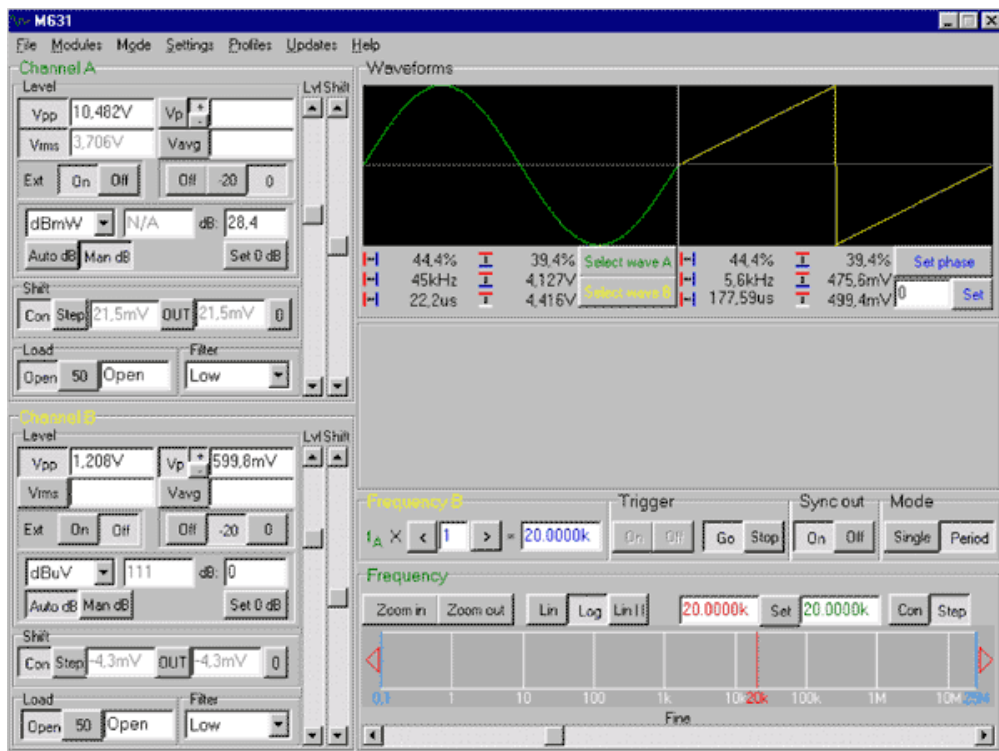 M631
File Modules Mode Settings Profiles Updates Help
Channel A
Level
Lvl Shift
Vpp 10,482V Vp + -
Vrms 3,706V Vavg
Ext On Off Off -20 0
dBmW N/A dB: 28,4
Auto dB Man dB Set 0 dB
Shift
Con Step 21,5mV OUT 21,5mV 0
Load Filter
Open 50 Open Low
Channel B
Level
Lvl Shift
Vpp 1,208V Vp + - 599,8mV
Vrms Vavg
Ext On Off Off -20 0
dBuV 111 dB: 0
Auto dB Man dB Set 0 dB
Shift
Con Step -4,3mV OUT -4,3mV 0
Load Filter
Open 50 Open Low
Waveforms
44,4% 39,4% Select wave A 44,4% 39,4% Set phase
45kHz 4,127V 5,6kHz 475,6mV
22,2us 4,416V Select wave B 177,59us 499,4mV 0 Set
Frequency B
fA X < 1 > = 20.0000k
Trigger
On Off Go Stop
Sync out
On Off
Mode
Single Period
Frequency
Zoom in Zoom out Lin Log Lin II 20.0000k Set 20.0000k Con Step
0,1 1 10 100 1k 10k 20k 100k 1M 10M 25M
Fine